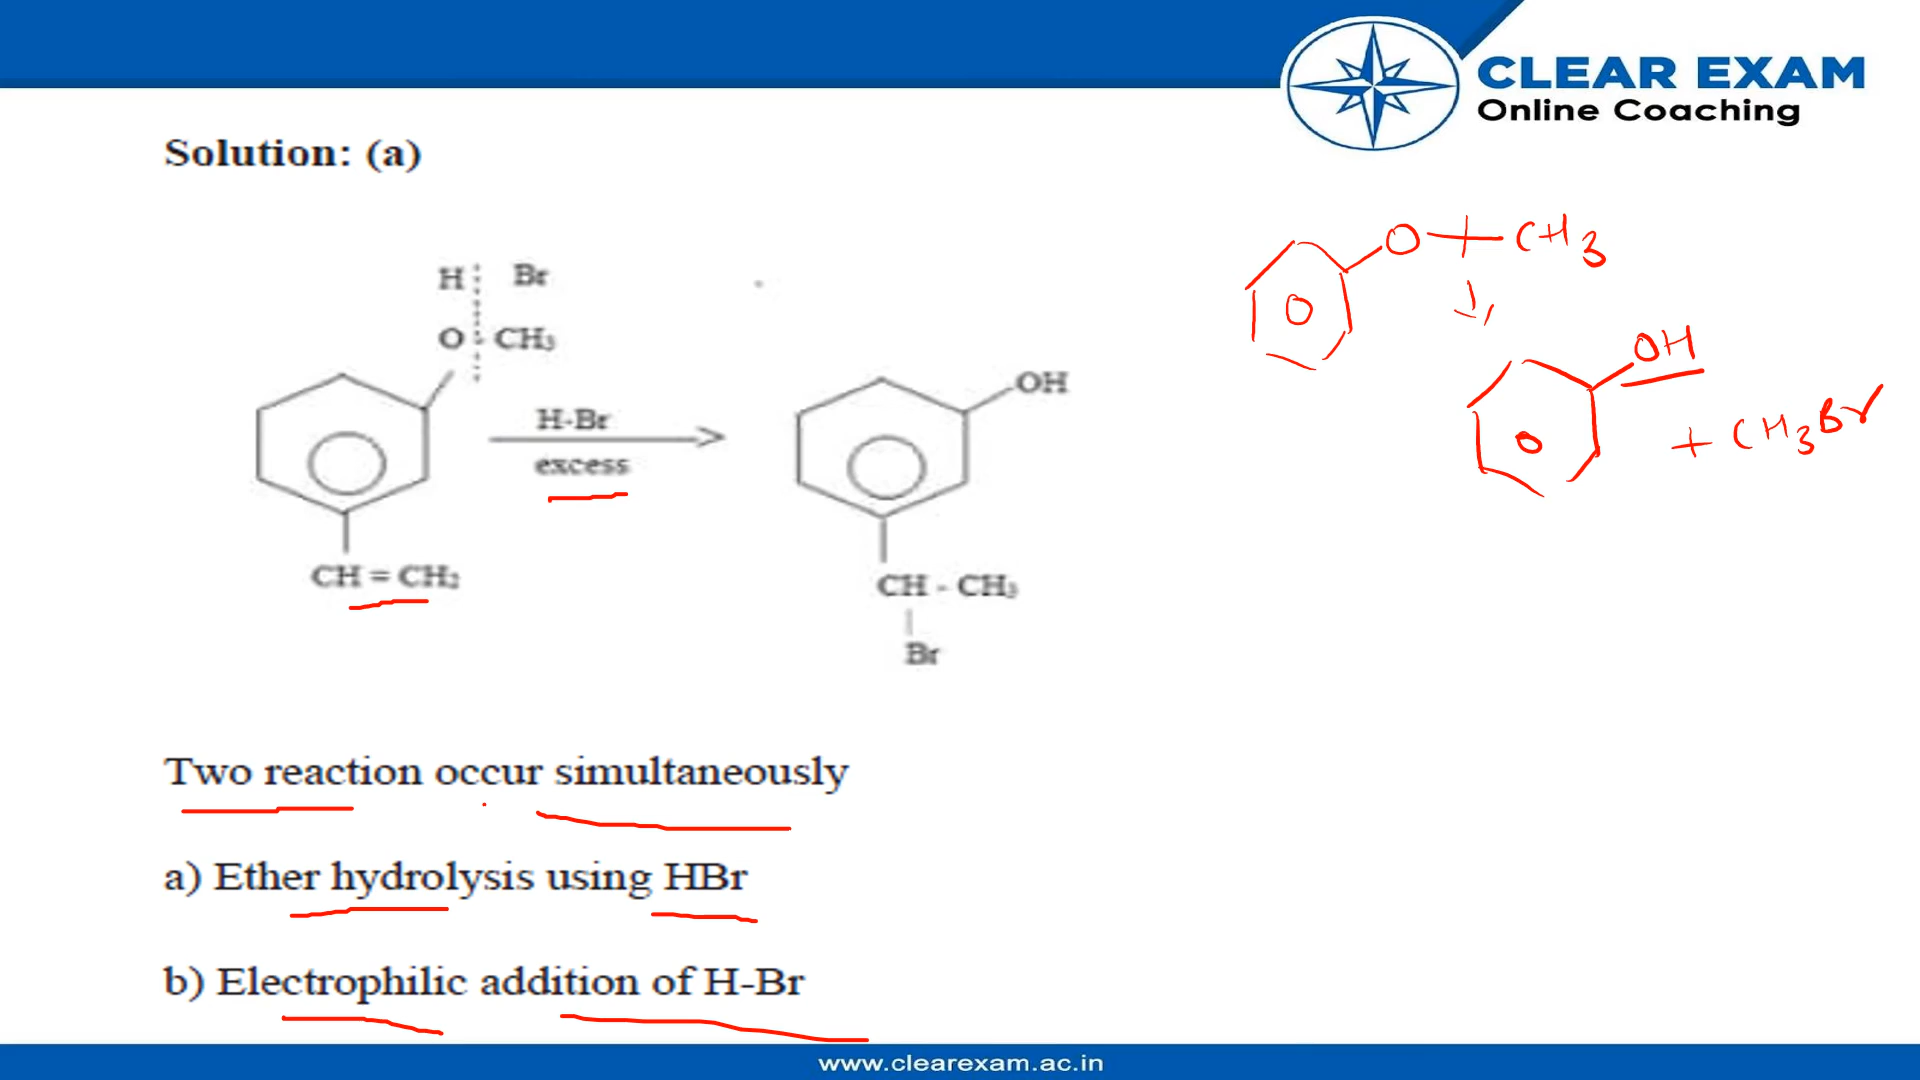 CLEAR EXAM
Online Coaching
Solution: (a)
H Br
O - CH₃
H-Br
excess
CH = CH₂
OH
CH - CH₃
Br
O CH₃
OH
+ CH₃Br
Two reaction occur simultaneously
a) Ether hydrolysis using HBr
b) Electrophilic addition of H-Br
www.clearexam.ac.in